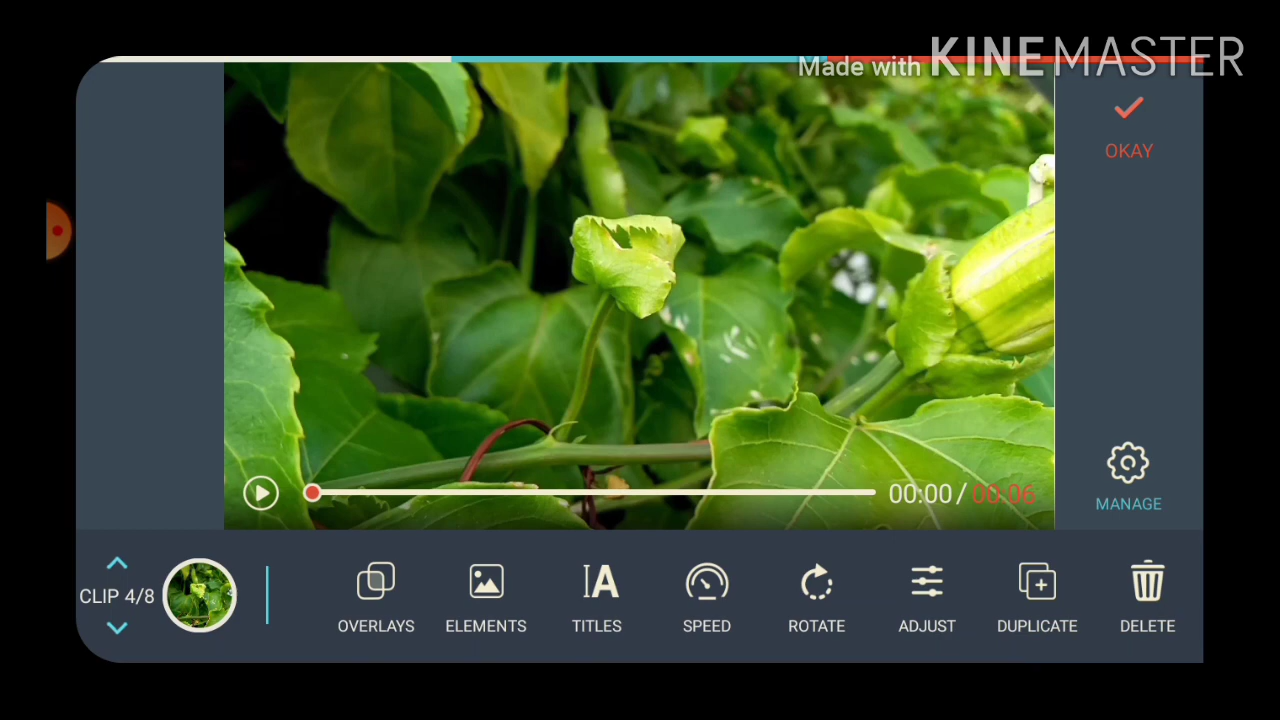 Made with KINEMASTER
OKAY
00:00 / 00:06
MANAGE
CLIP 4/8
OVERLAYS ELEMENTS TITLES SPEED ROTATE ADJUST DUPLICATE DELETE